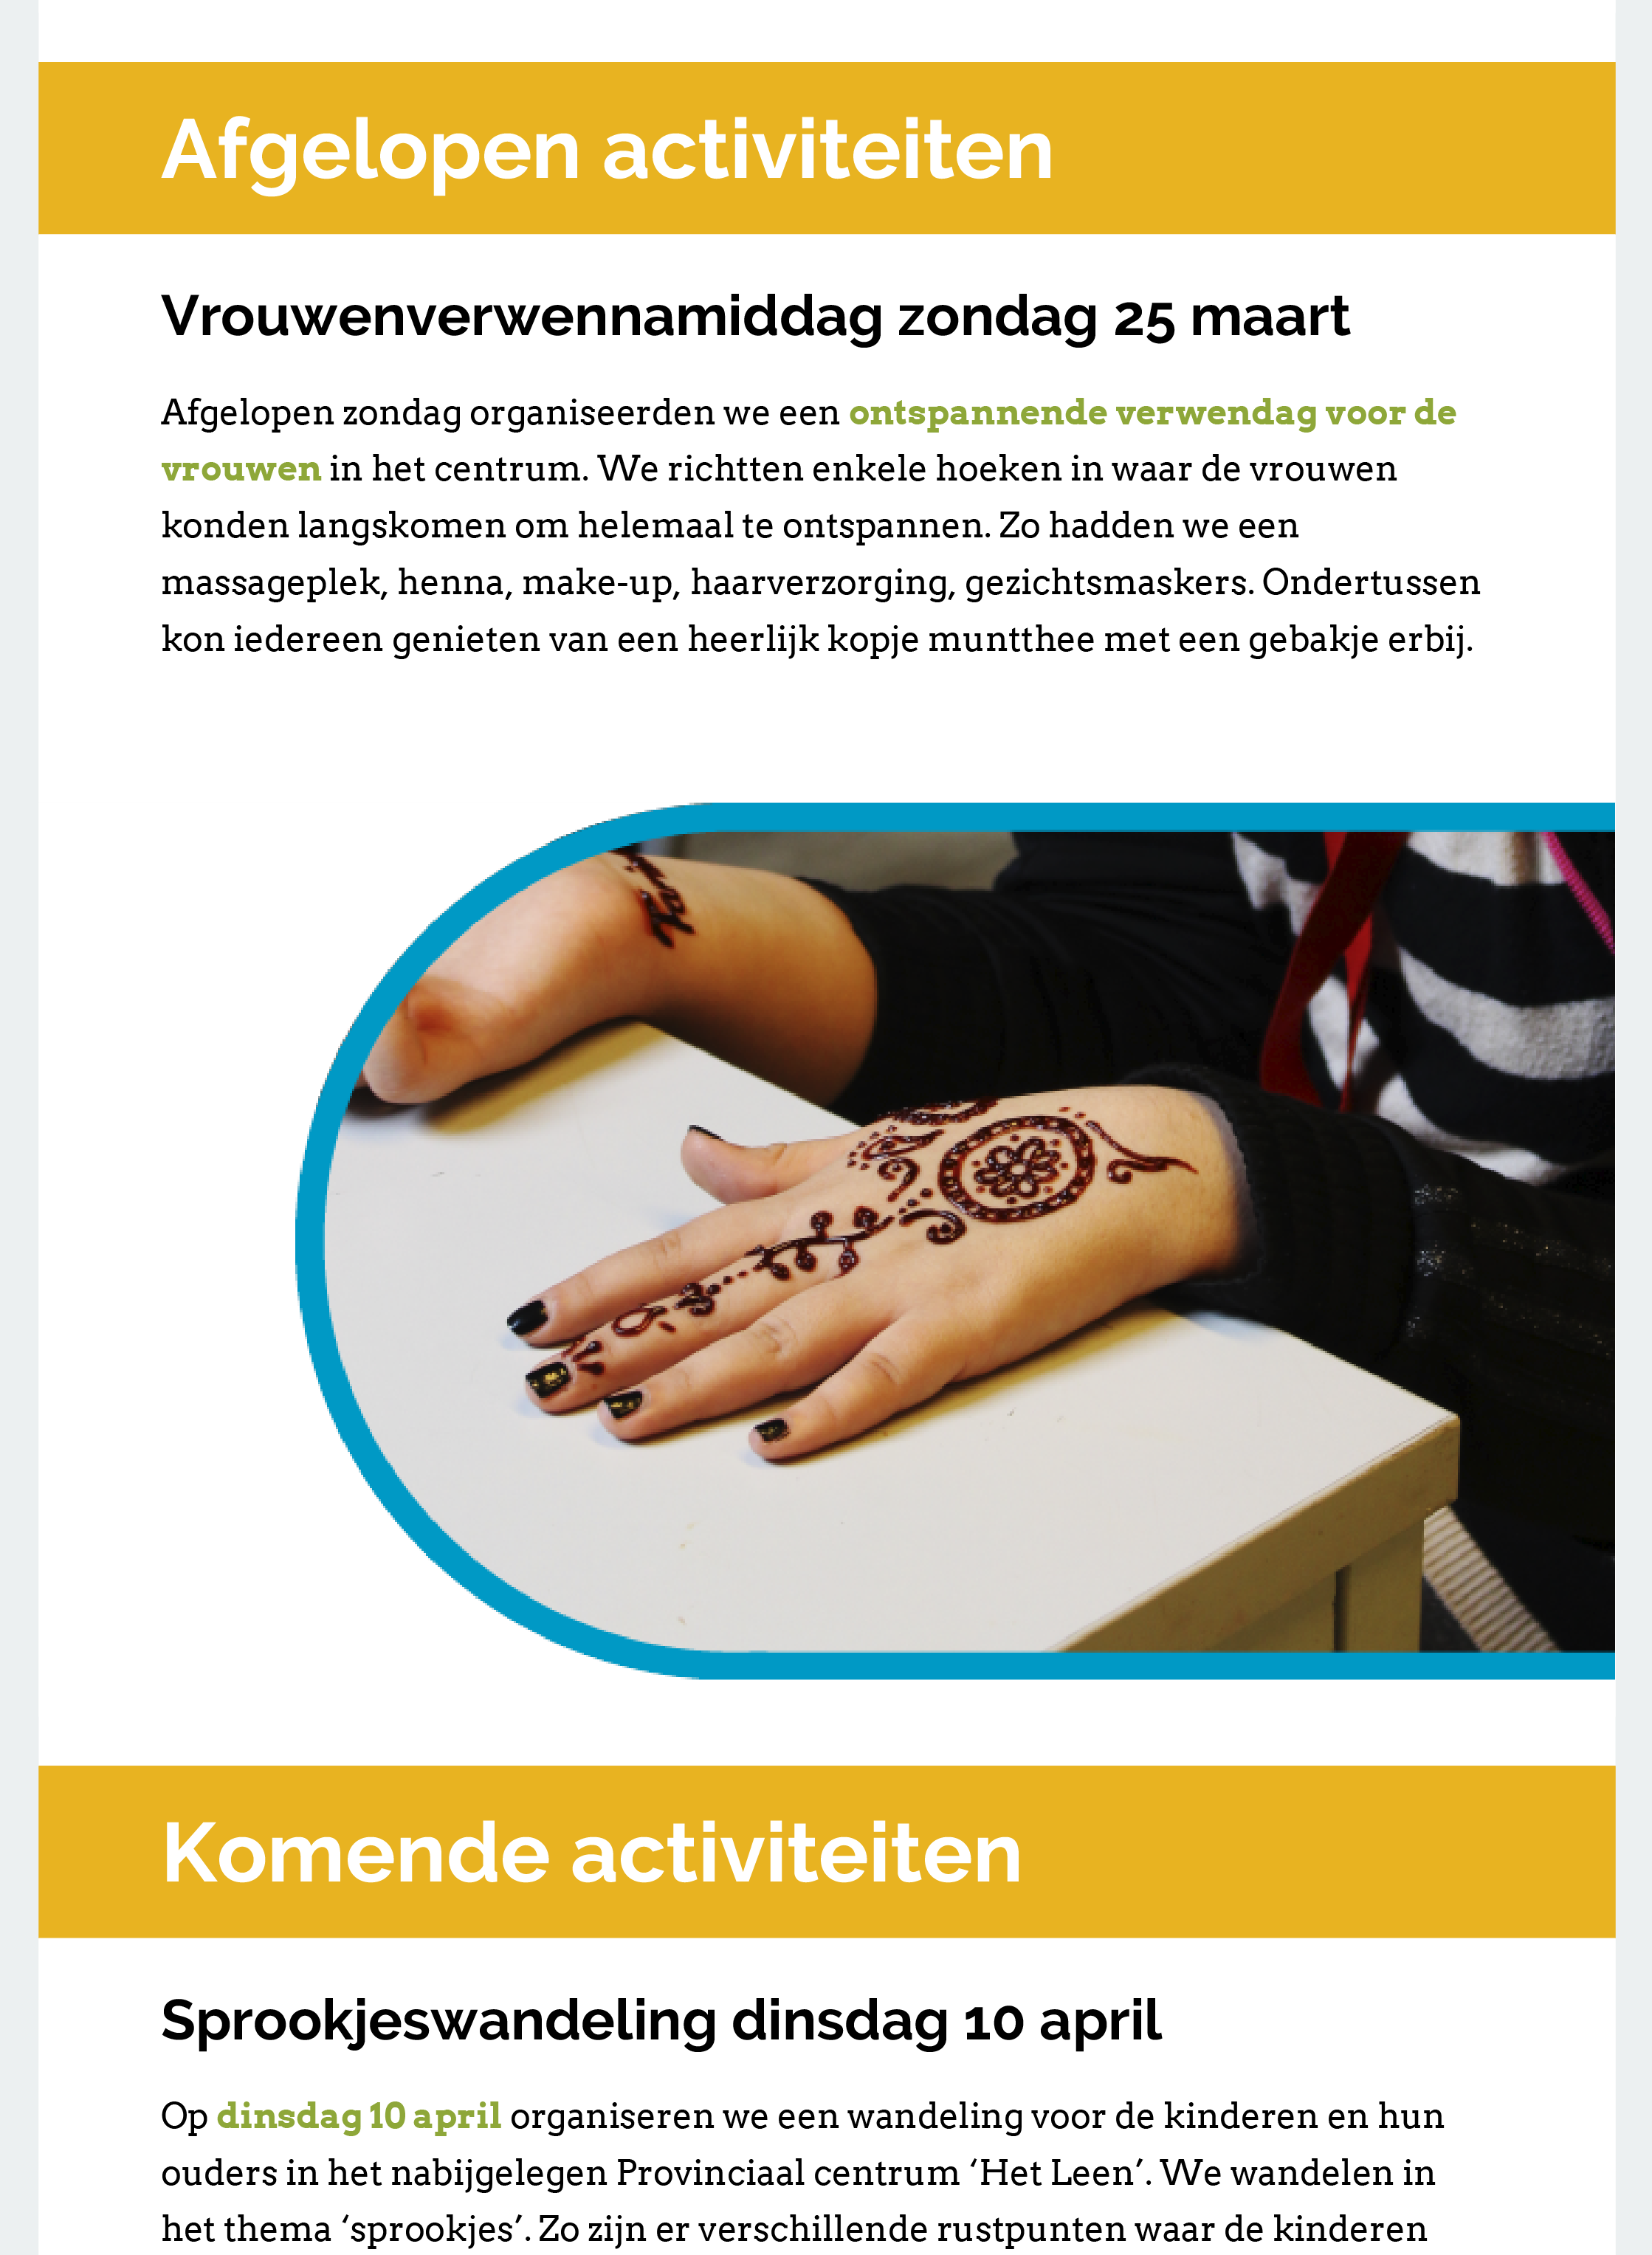 Afgelopen activiteiten
Vrouwenverwennamiddag zondag 25 maart
Afgelopen zondag organiseerden we een ontspannende verwendag voor de
vrouwen in het centrum. We richtten enkele hoeken in waar de vrouwen
konden langskomen om helemaal te ontspannen. Zo hadden we een
massageplek, henna, make-up, haarverzorging, gezichtsmaskers. Ondertussen
kon iedereen genieten van een heerlijk kopje muntthee met een gebakje erbij.
Komende activiteiten
Sprookjeswandeling dinsdag 10 april
Op dinsdag 10 april organiseren we een wandeling voor de kinderen en hun
ouders in het nabijgelegen Provinciaal centrum ‘Het Leen’. We wandelen in
het thema ‘sprookjes’. Zo zijn er verschillende rustpunten waar de kinderen